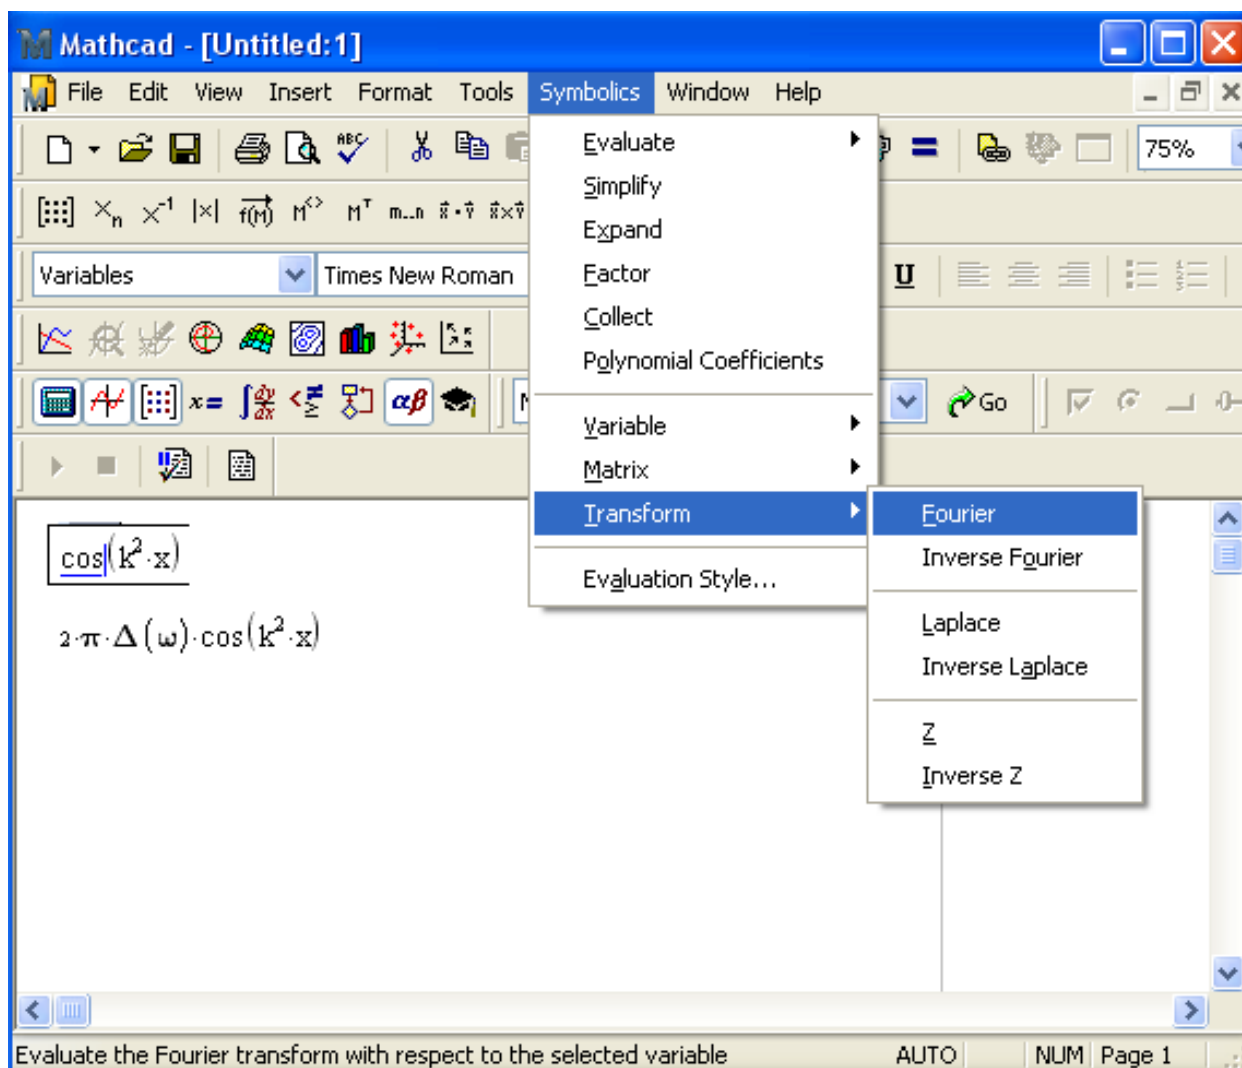 Mathcad - [Untitled:1]
File Edit View Insert Format Tools Symbolics Window Help
75%
Variables Times New Roman U
Go
Evaluate
Simplify
Expand
Factor
Collect
Polynomial Coefficients
Variable
Matrix
Transform
Evaluation Style...
Fourier
Inverse Fourier
Laplace
Inverse Laplace
Z
Inverse Z
cos(k²·x)
2·π·Δ(ω)·cos(k²·x)
Evaluate the Fourier transform with respect to the selected variable AUTO NUM Page 1